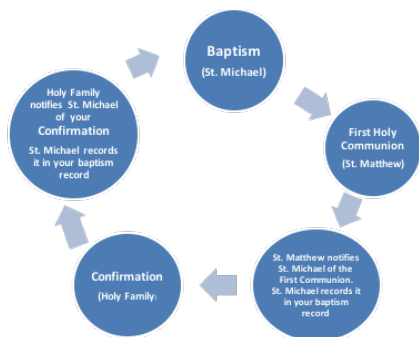 Baptism
(St. Michael)
First Holy
Communion
(St. Matthew)
St. Matthew notifies
St. Michael of the
First Communion.
St. Michael records it
in your baptism
record
Confirmation
(Holy Family)
Holy Family
notifies St. Michael
of your
Confirmation
St. Michael records
it in your baptism
record